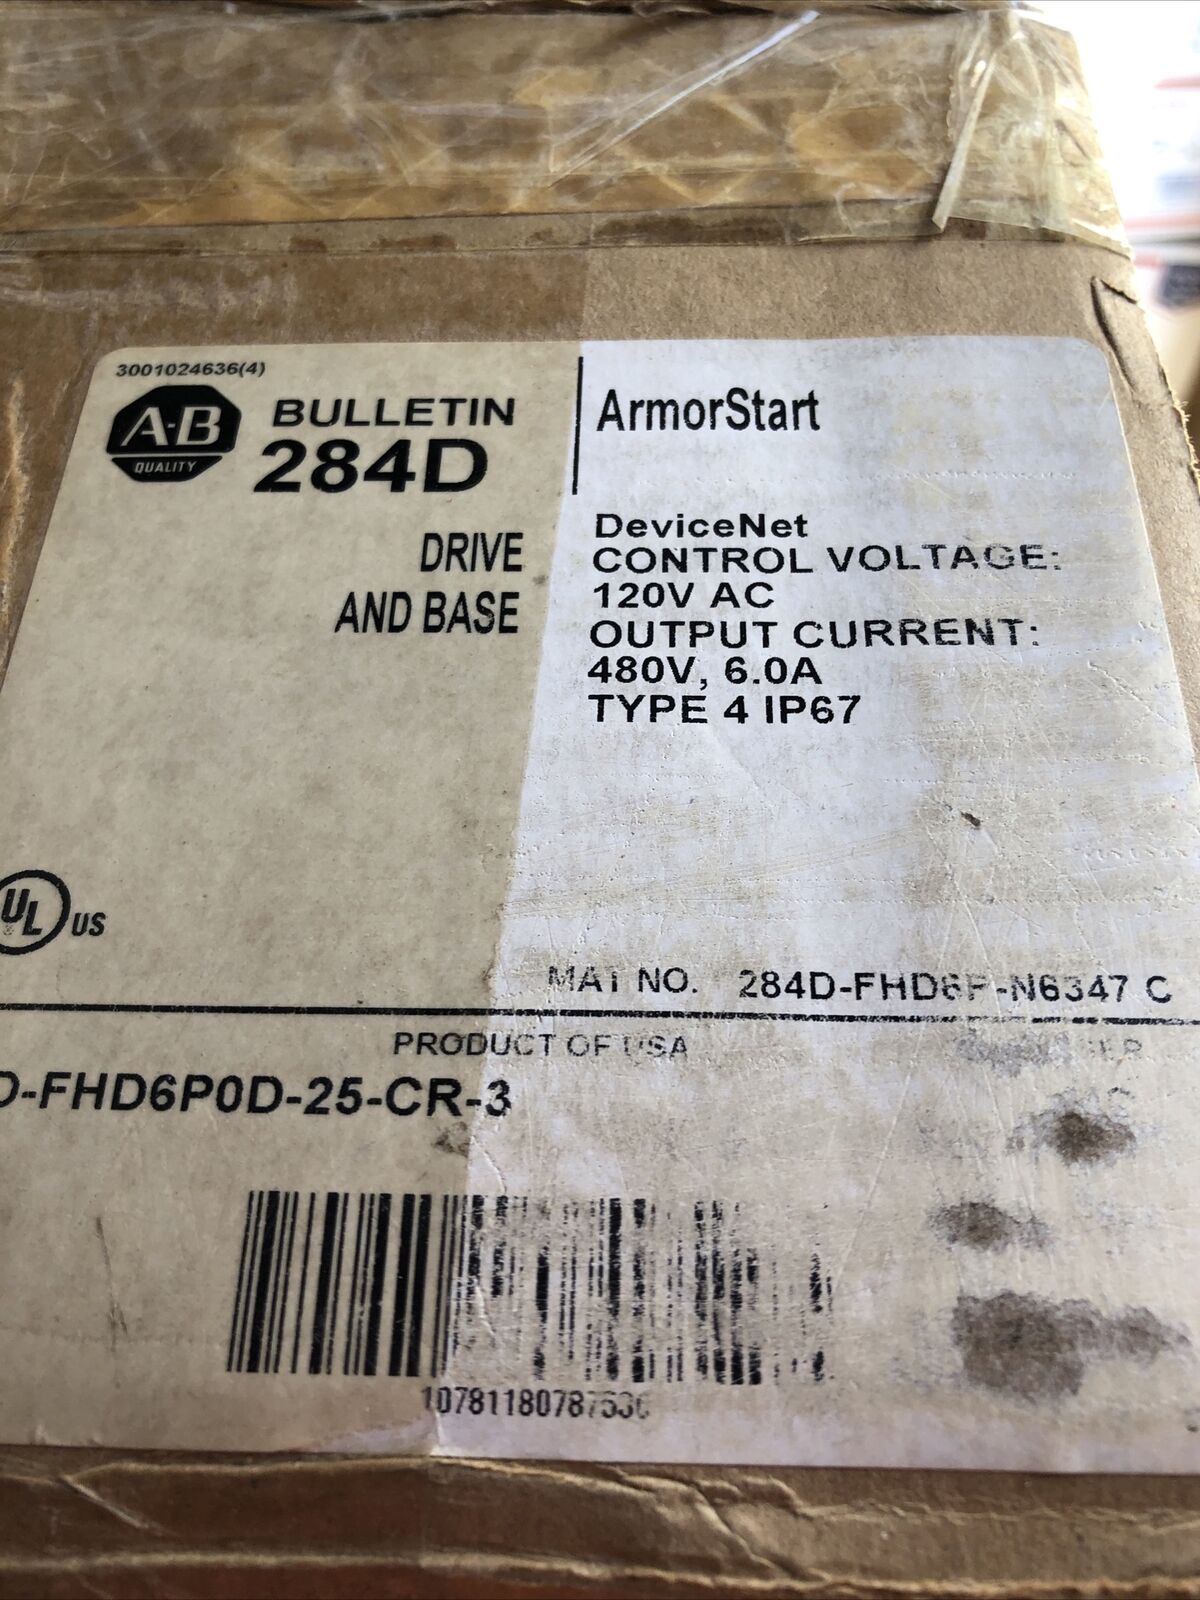 3001024636(4)
A-B
QUALITY
BULLETIN
284D
ArmorStart
DRIVE
AND BASE
DeviceNet
CONTROL VOLTAGE:
120V AC
OUTPUT CURRENT:
480V, 6.0A
TYPE 4 IP67
UL US
MAT NO. 284D-FHD6P-N6347 C
PRODUCT OF USA
D-FHD6P0D-25-CR-3